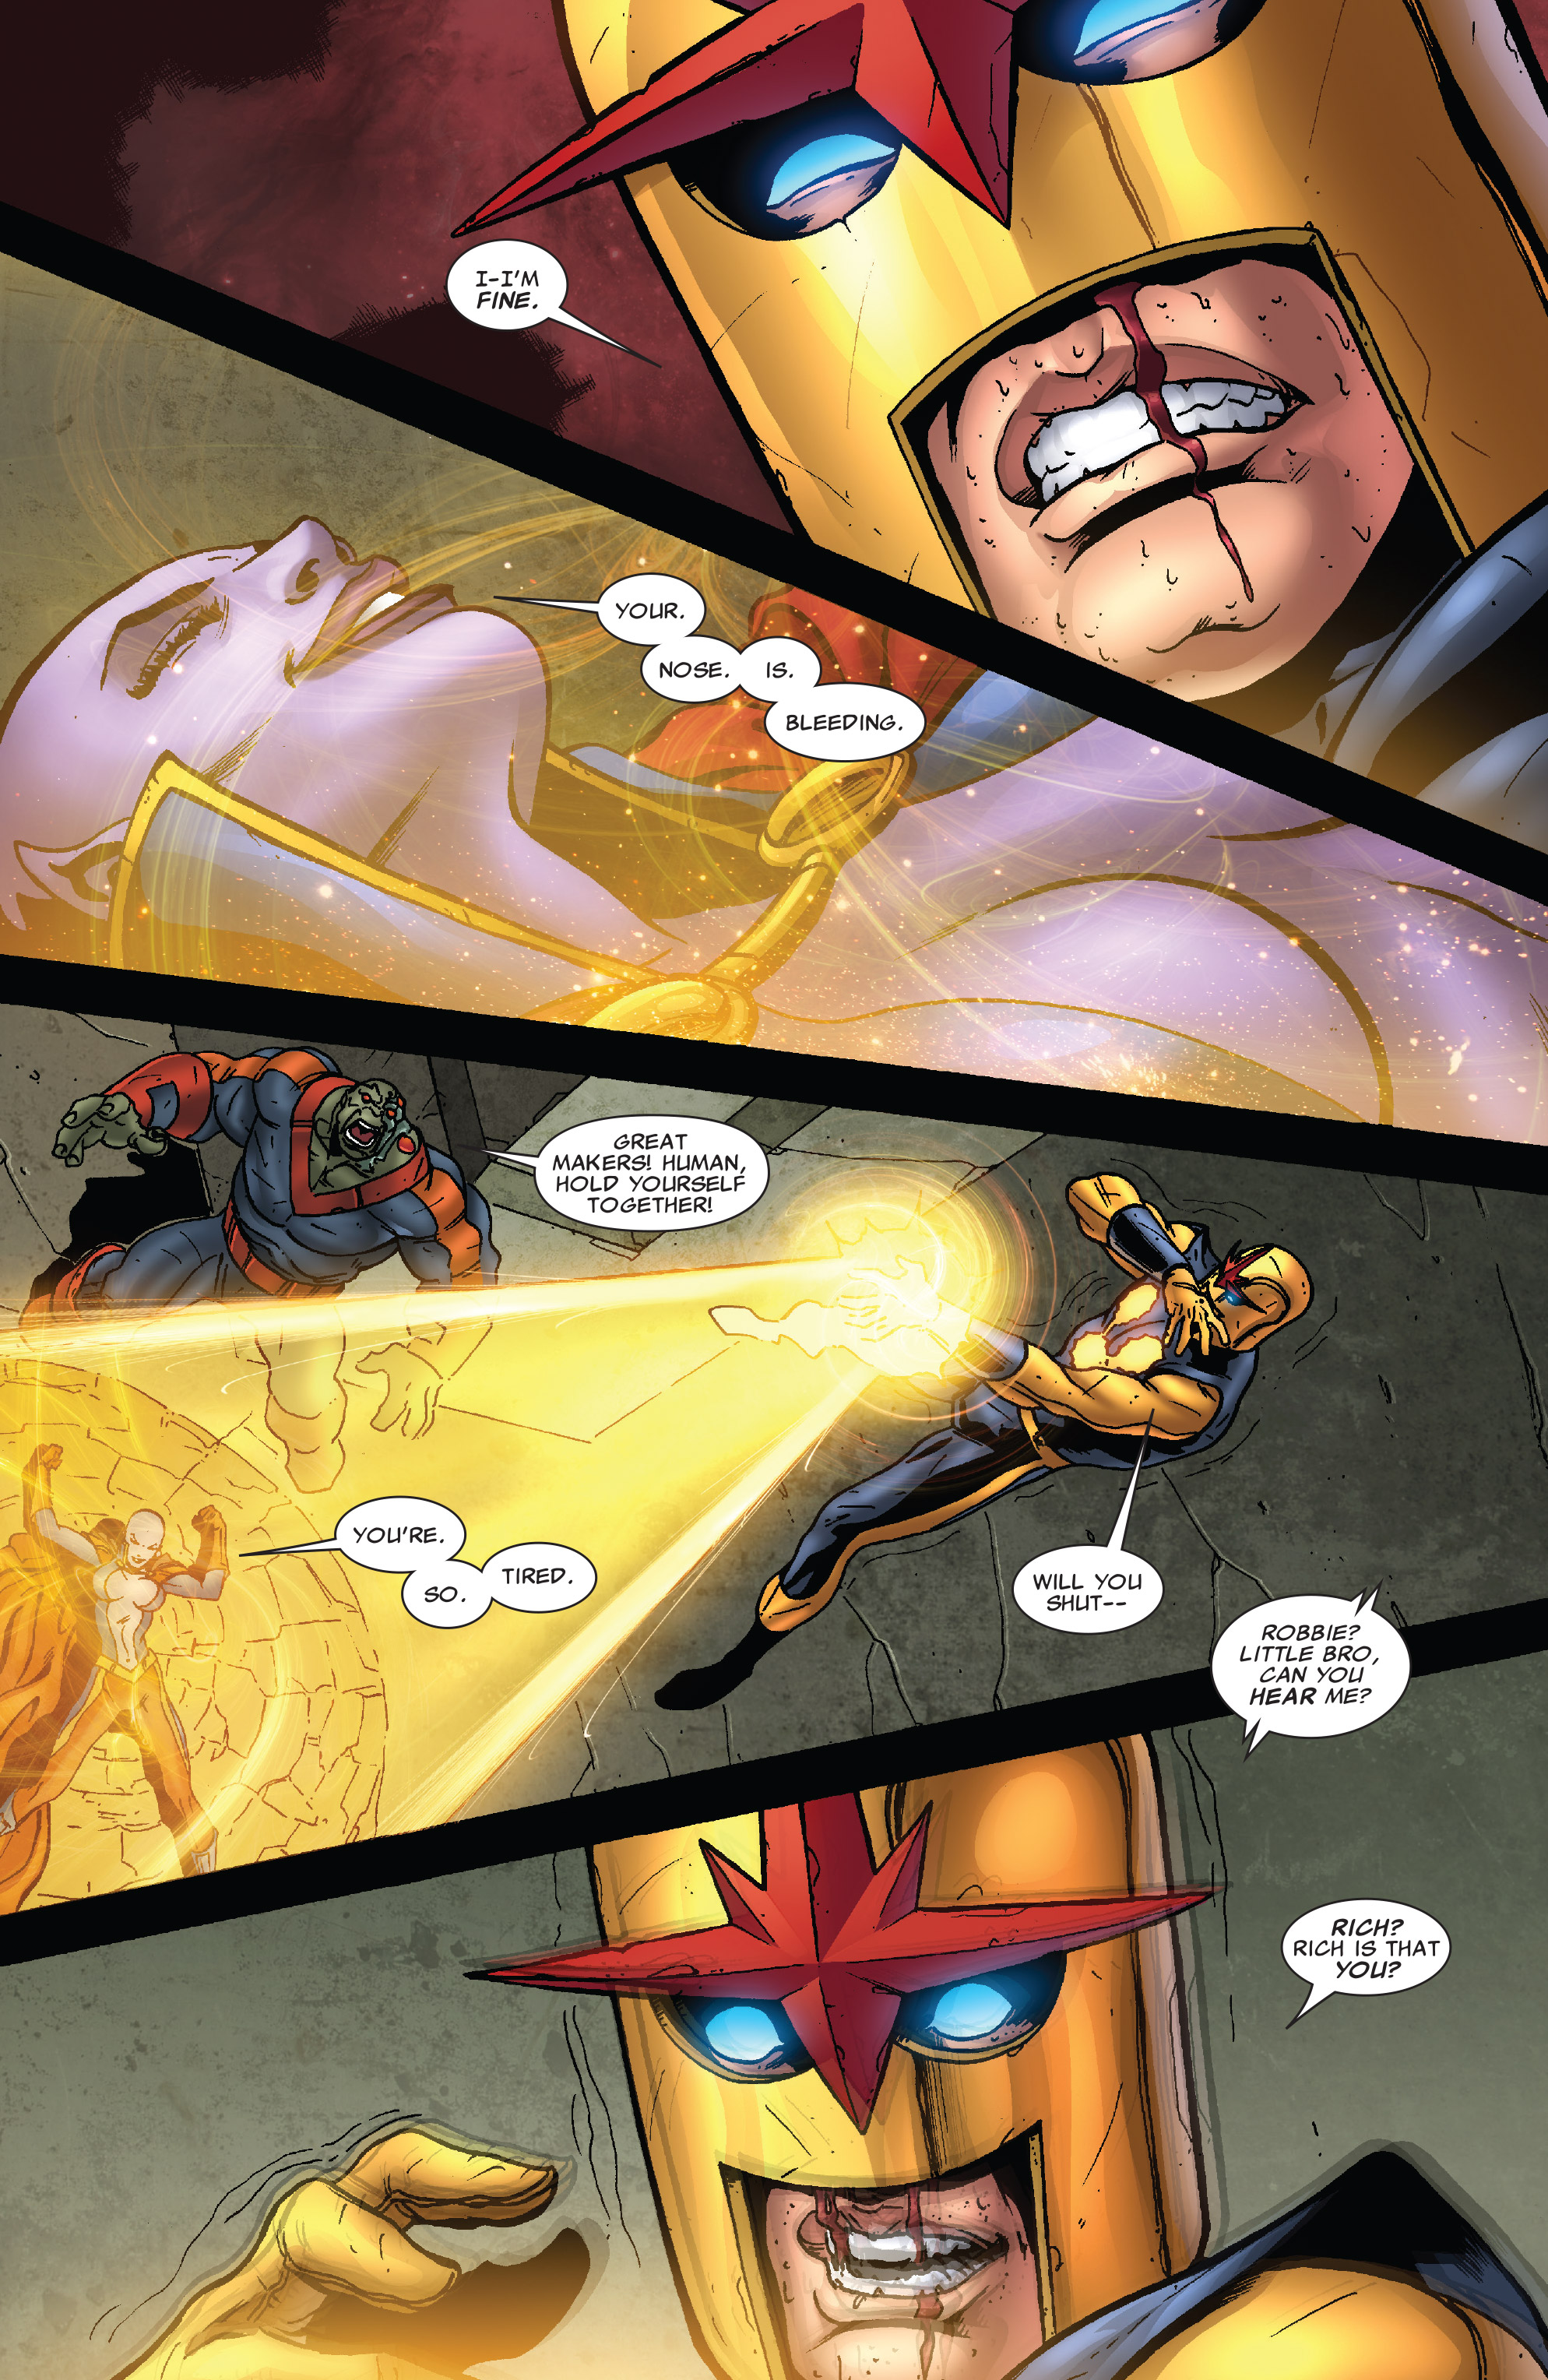 I-I'M
FINE.
YOUR.
NOSE. IS.
BLEEDING.
GREAT
MAKERS! HUMAN,
HOLD YOURSELF
TOGETHER!
YOU'RE.
SO. TIRED.
WILL YOU
SHUT--
ROBBIE?
LITTLE BRO,
CAN YOU
HEAR ME?
RICH?
RICH IS THAT
YOU?